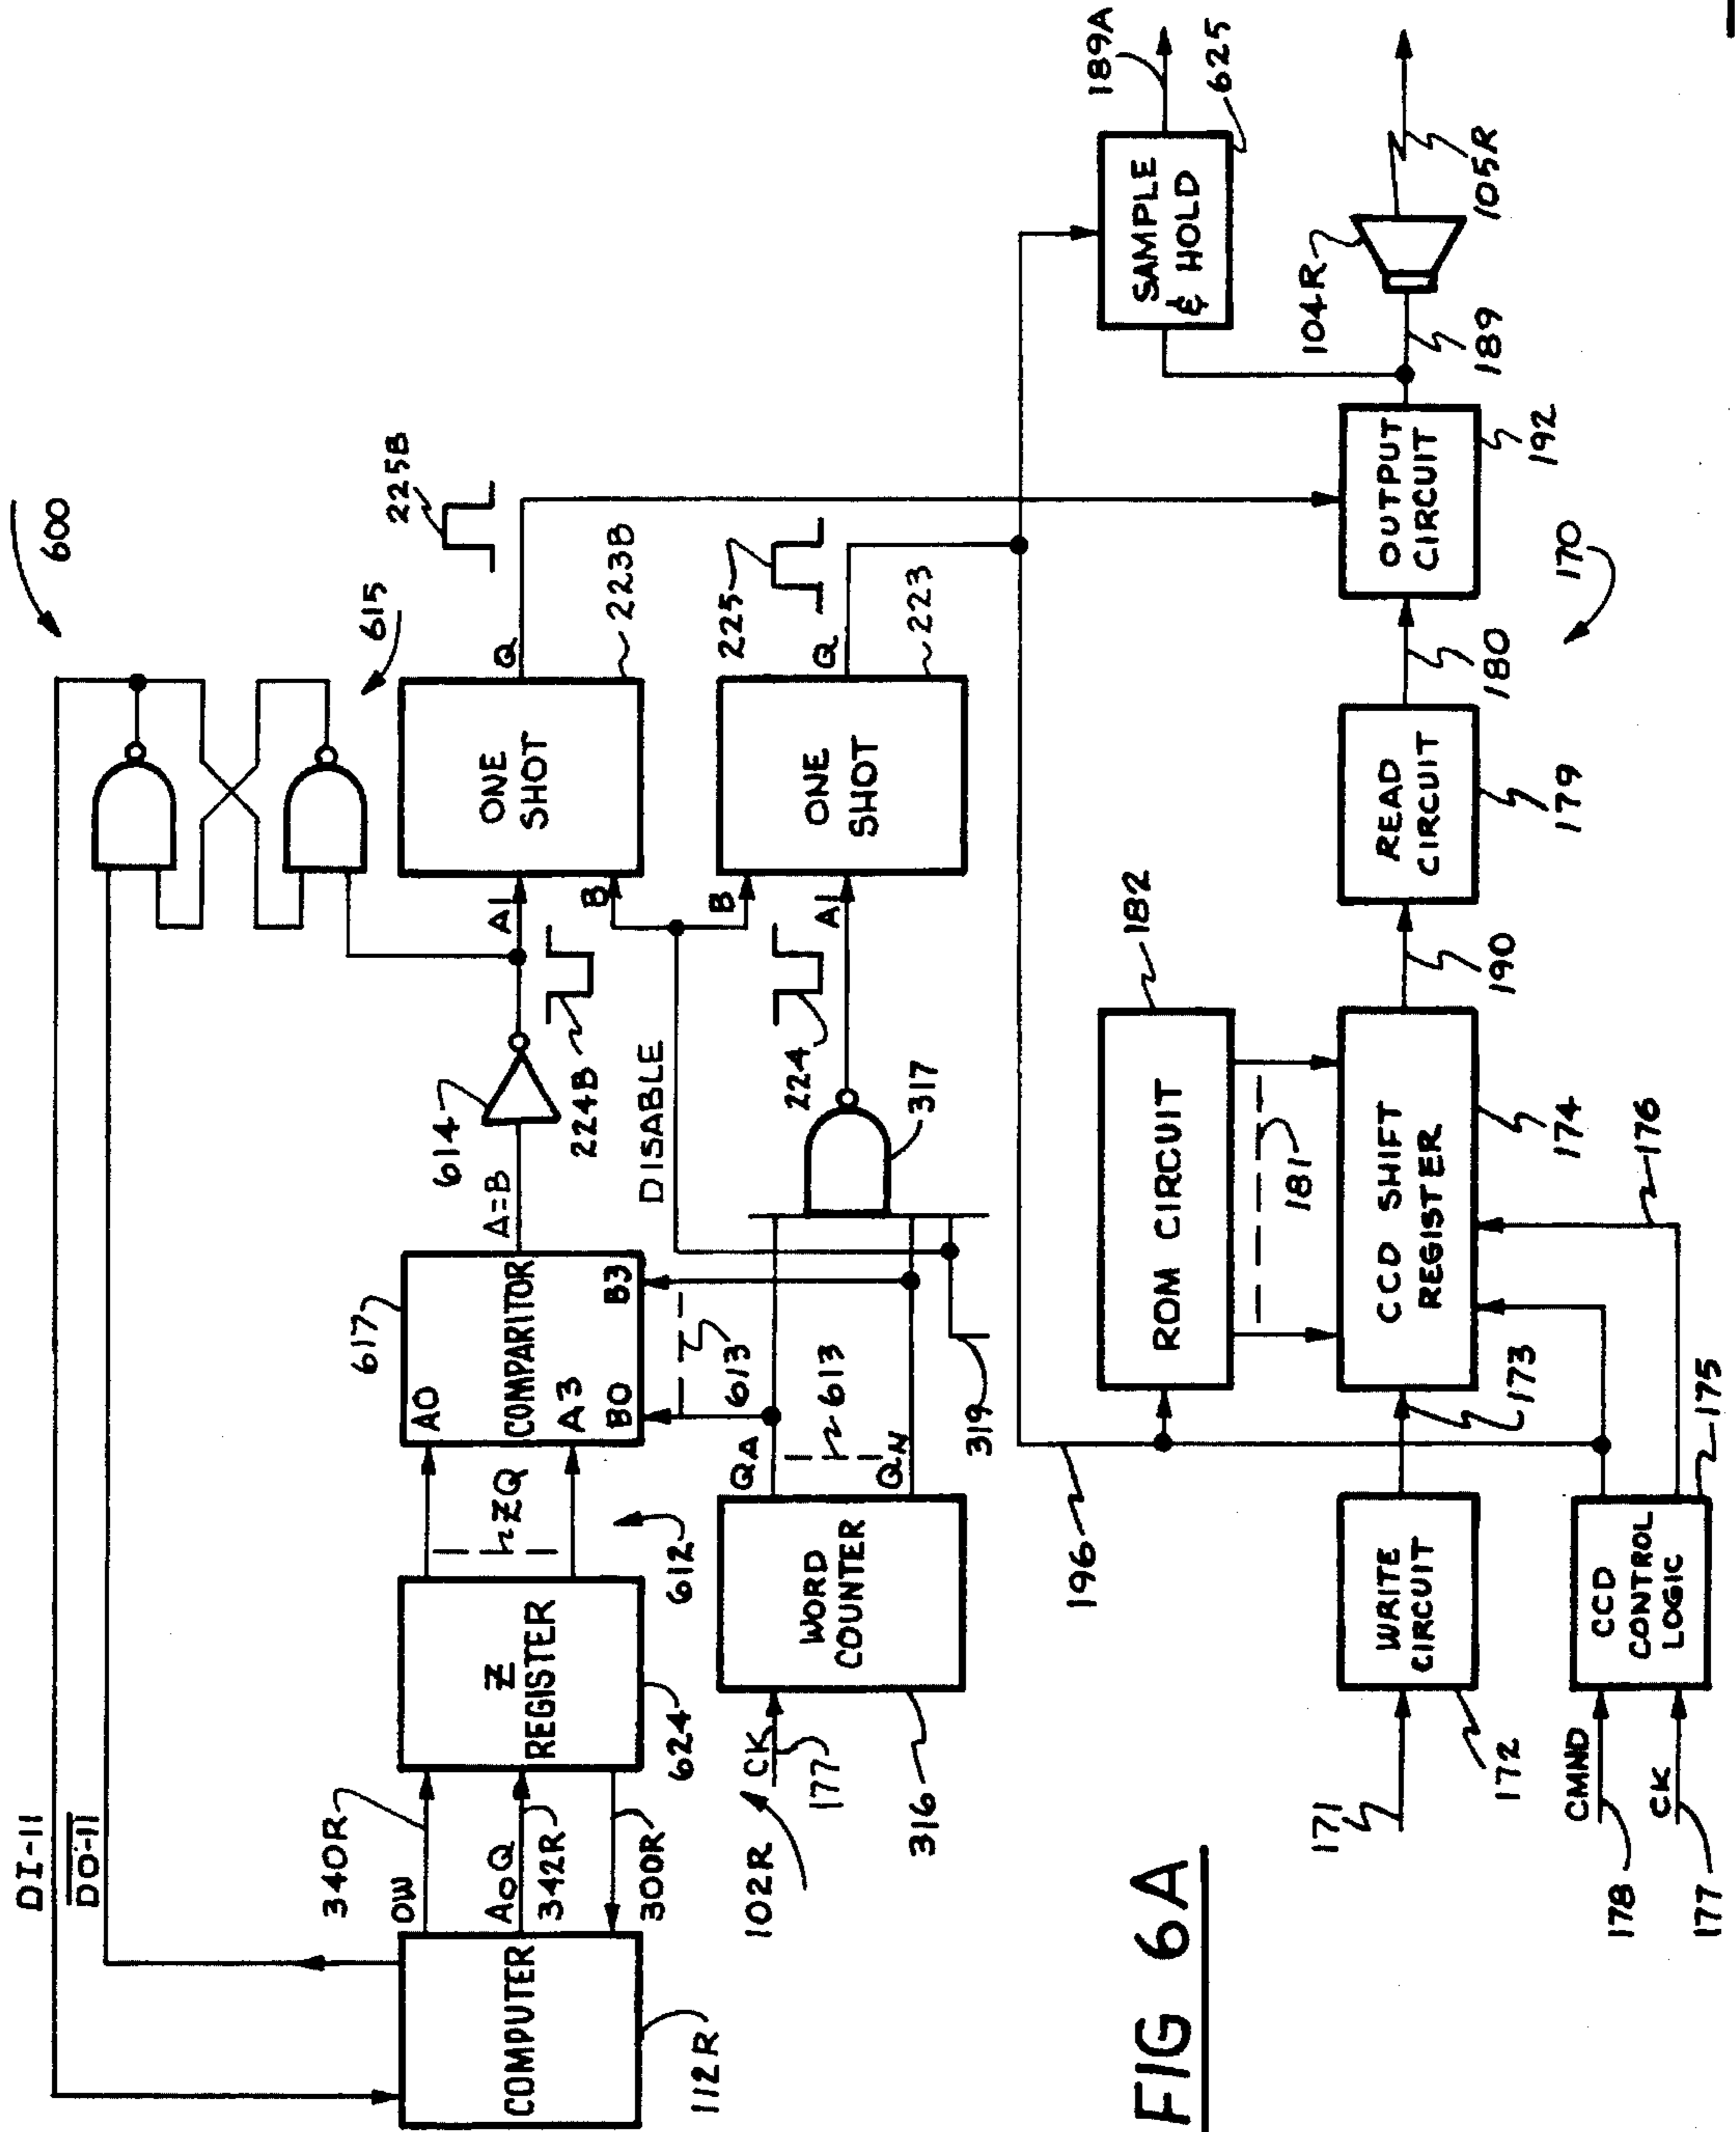 600
DI-11
DO-11
615
225B
340R
OW
AOQ
342R
300R
COMPUTER
112R
Z
REGISTER
624
ZQ
612
617
A0
COMPARITOR
A3
B0
B3
613
A=B
614
224B
A1
B
ONE
SHOT
Q
223B
DISABLE
102R
CK
177
WORD
COUNTER
316
QA
QN
613
319
317
224
B
A1
ONE
SHOT
Q
225
223
196
ROM CIRCUIT
182
181
SAMPLE
& HOLD
189A
625
171
WRITE
CIRCUIT
172
173
CCD SHIFT
REGISTER
174
176
190
READ
CIRCUIT
179
180
OUTPUT
CIRCUIT
192
170
189
104R
105R
CMND
178
CK
177
CCD
CONTROL
LOGIC
175
FIG 6A